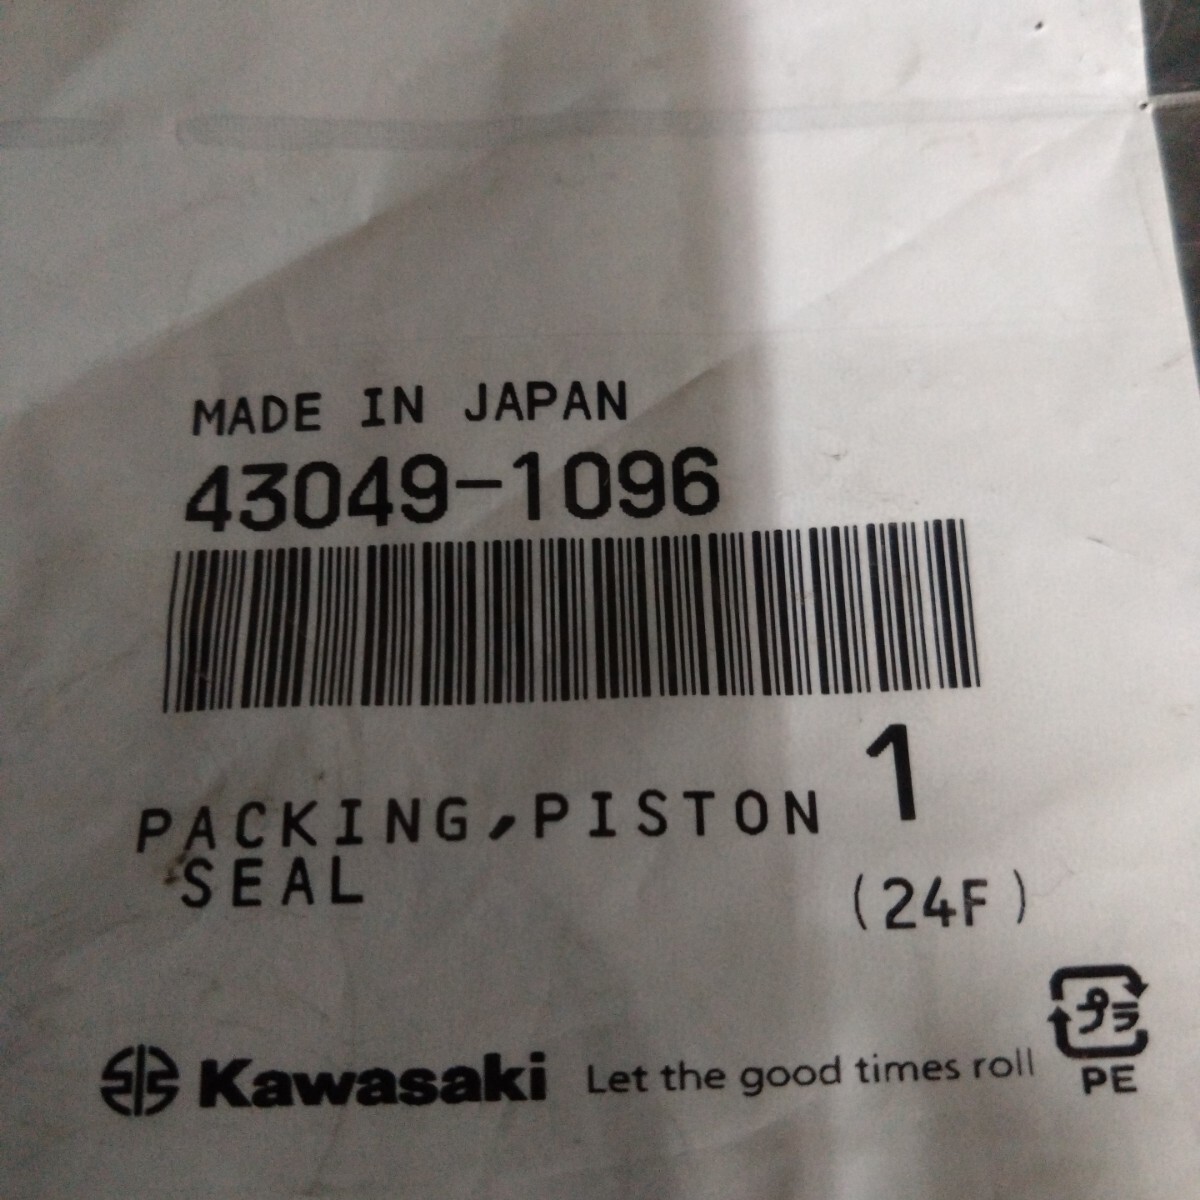 MADE IN JAPAN
43049-1096
1
PACKING,PISTON
SEAL
(24F)
プラ
PE
Kawasaki Let the good times roll